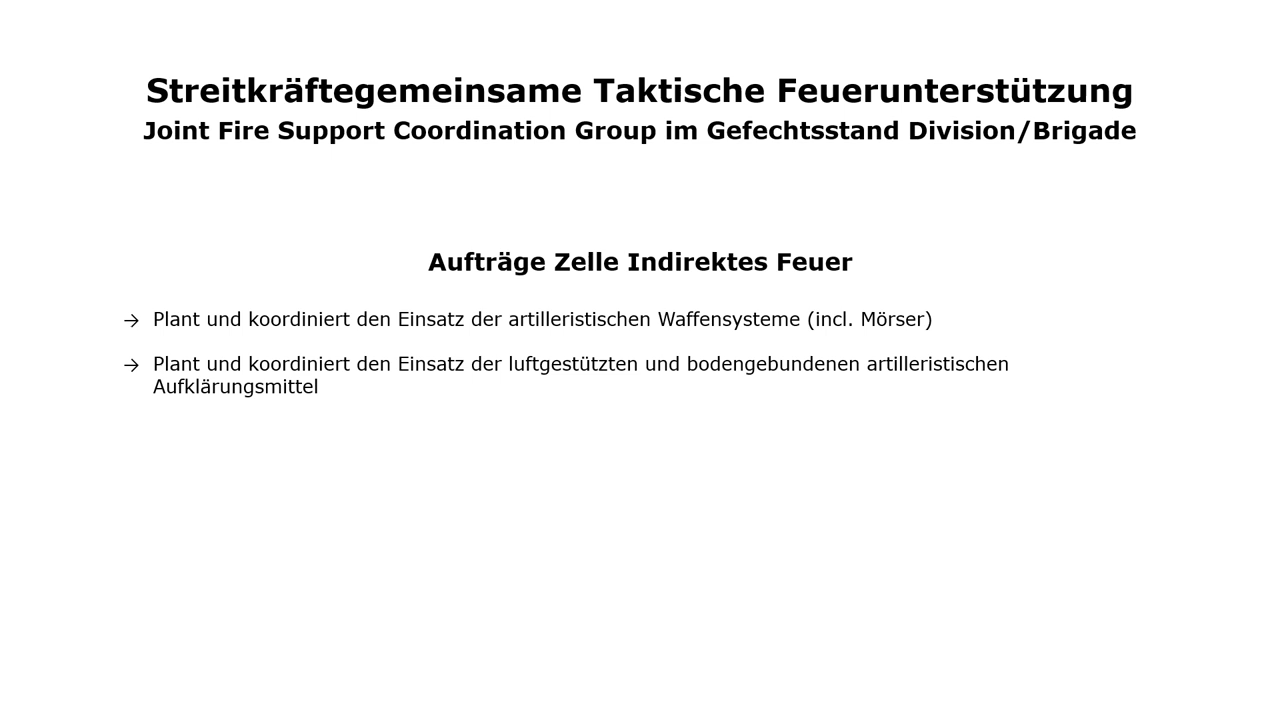 Streitkräftegemeinsame Taktische Feuerunterstützung
Joint Fire Support Coordination Group im Gefechtsstand Division/Brigade
Aufträge Zelle Indirektes Feuer
→ Plant und koordiniert den Einsatz der artilleristischen Waffensysteme (incl. Mörser)
→ Plant und koordiniert den Einsatz der luftgestützten und bodengebundenen artilleristischen
Aufklärungsmittel